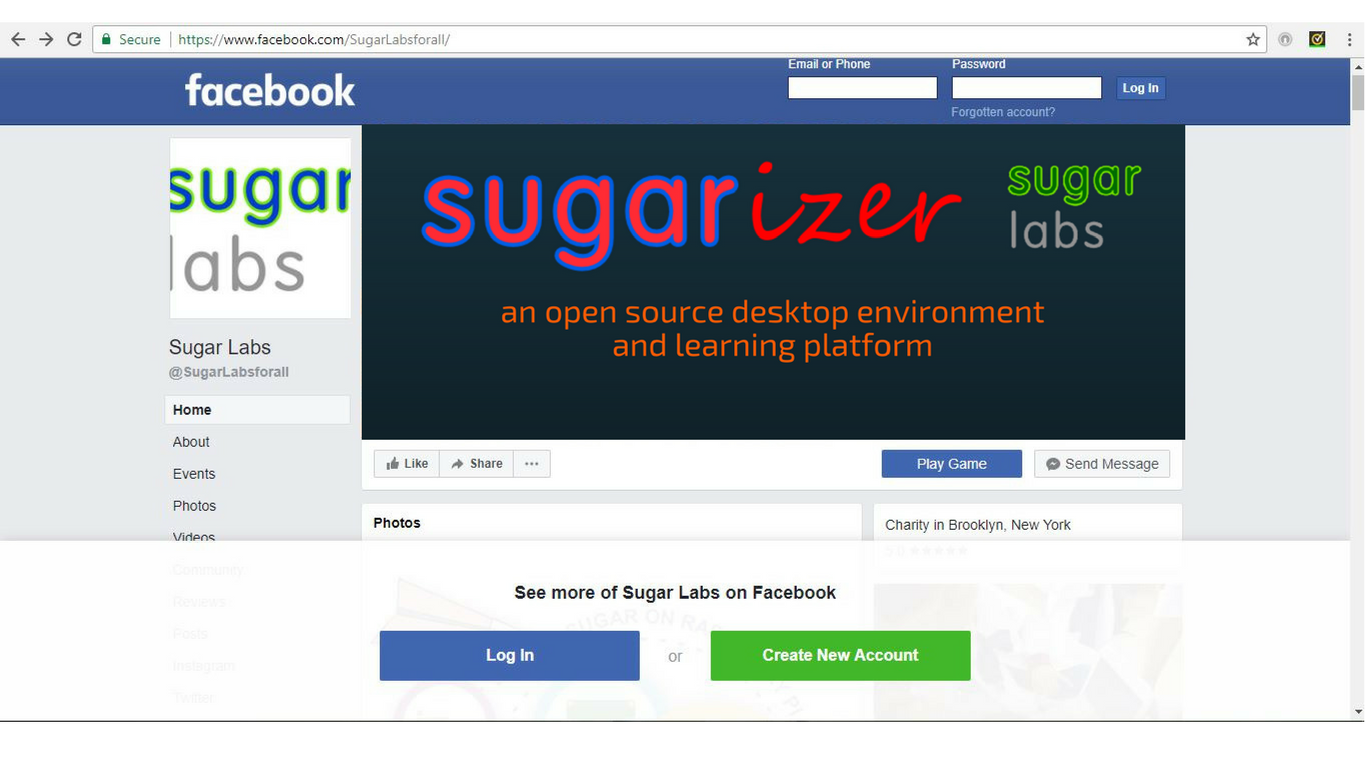 Secure | https://www.facebook.com/SugarLabsforall/
Email or Phone
Password
facebook
Log In
Forgotten account?
sugar
labs
sugarizer
sugar
labs
an open source desktop environment
and learning platform
Sugar Labs
@SugarLabsforall
Home
About
Events
Photos
Videos
Community
Reviews
Posts
Instagram
Twitter
Like
Share
...
Play Game
Send Message
Photos
Charity in Brooklyn, New York
See more of Sugar Labs on Facebook
SUGAR ON
Log In
or
Create New Account